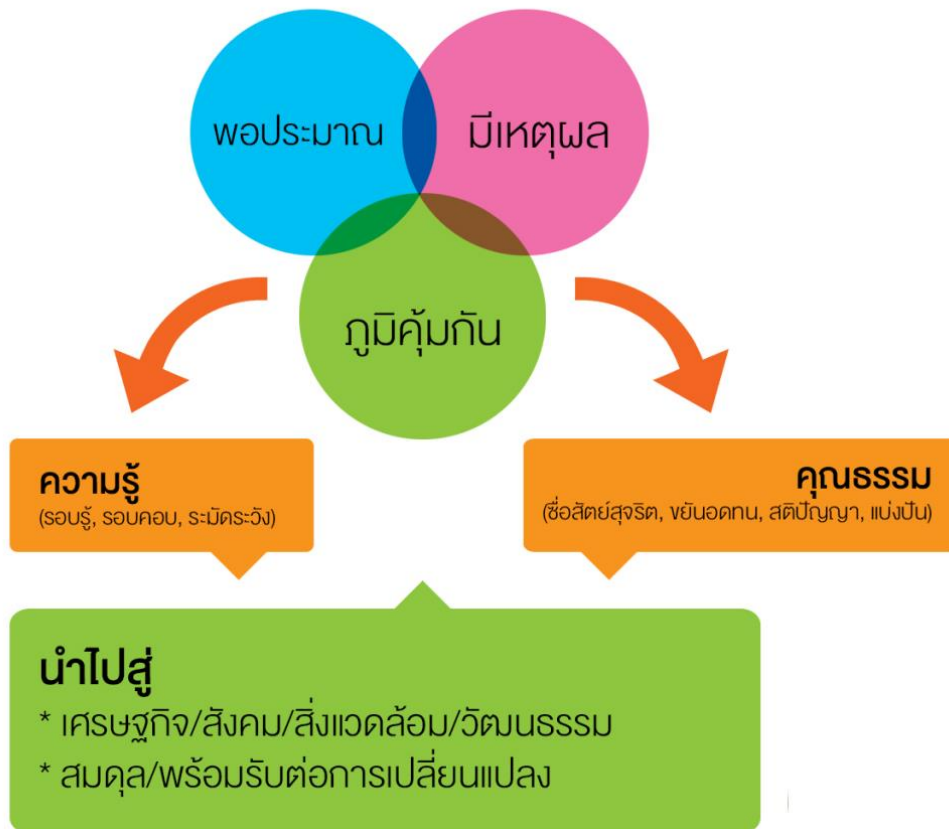 พอประมาณ
มีเหตุผล
ภูมิคุ้มกัน
ความรู้
(รอบรู้, รอบคอบ, ระมัดระวัง)
คุณธรรม
(ซื่อสัตย์สุจริต, ขยันอดทน, สติปัญญา, แบ่งปัน)
นำไปสู่
* เศรษฐกิจ/สังคม/สิ่งแวดล้อม/วัฒนธรรม
* สมดุล/พร้อมรับต่อการเปลี่ยนแปลง